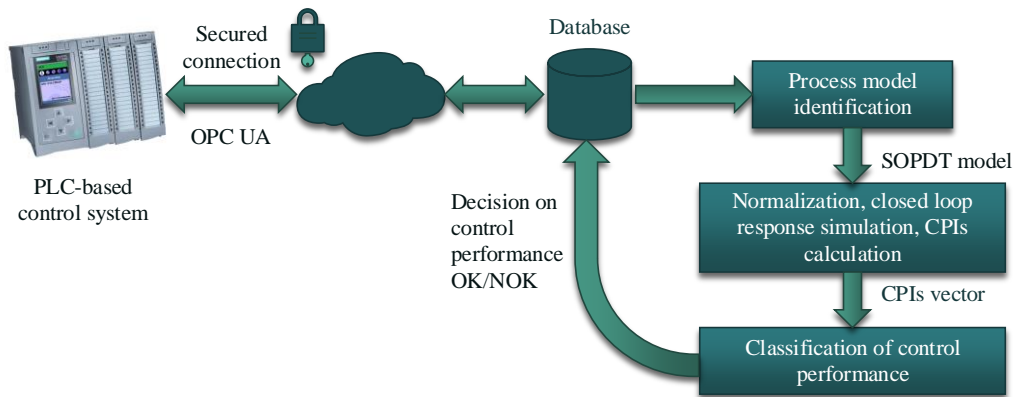 Secured
connection
OPC UA
PLC-based
control system
Database
Process model
identification
SOPDT model
Normalization, closed loop
response simulation, CPIs
calculation
CPIs vector
Classification of control
performance
Decision on
control
performance
OK/NOK